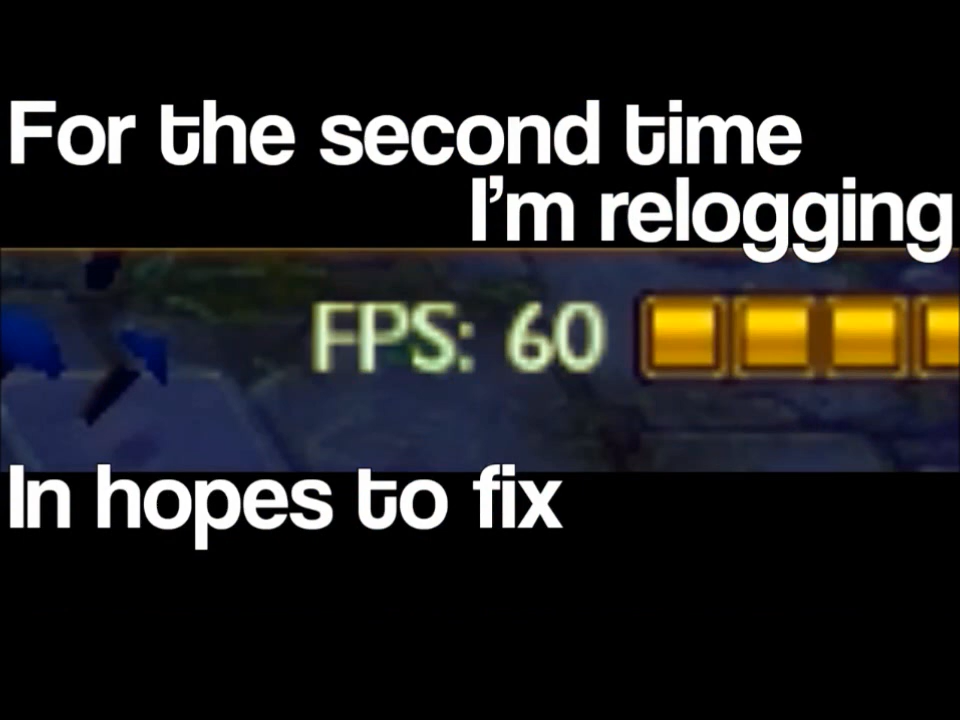 For the second time
I'm relogging
FPS: 60
In hopes to fix